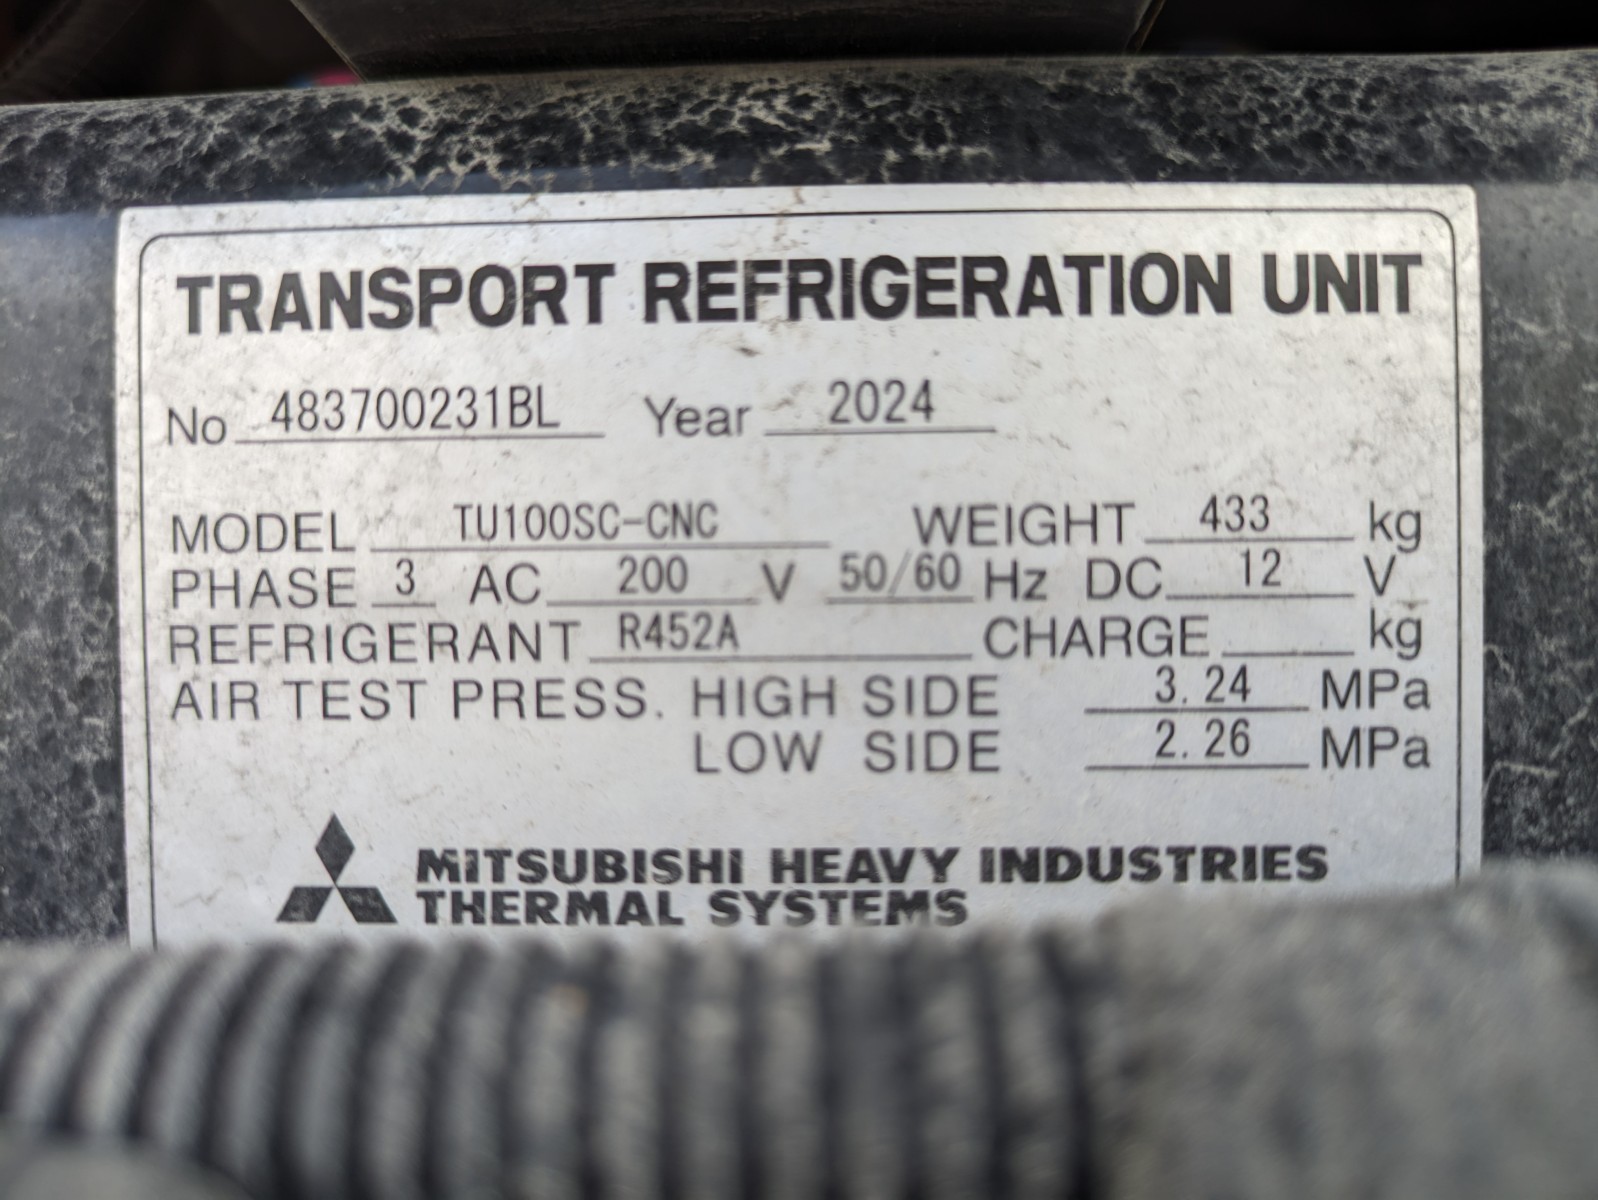 TRANSPORT REFRIGERATION UNIT
No 483700231BL Year 2024
MODEL TU100SC-CNC WEIGHT 433 kg
PHASE 3 AC 200 V 50/60 Hz DC 12 V
REFRIGERANT R452A CHARGE kg
AIR TEST PRESS. HIGH SIDE 3.24 MPa
LOW SIDE 2.26 MPa
MITSUBISHI HEAVY INDUSTRIES
THERMAL SYSTEMS